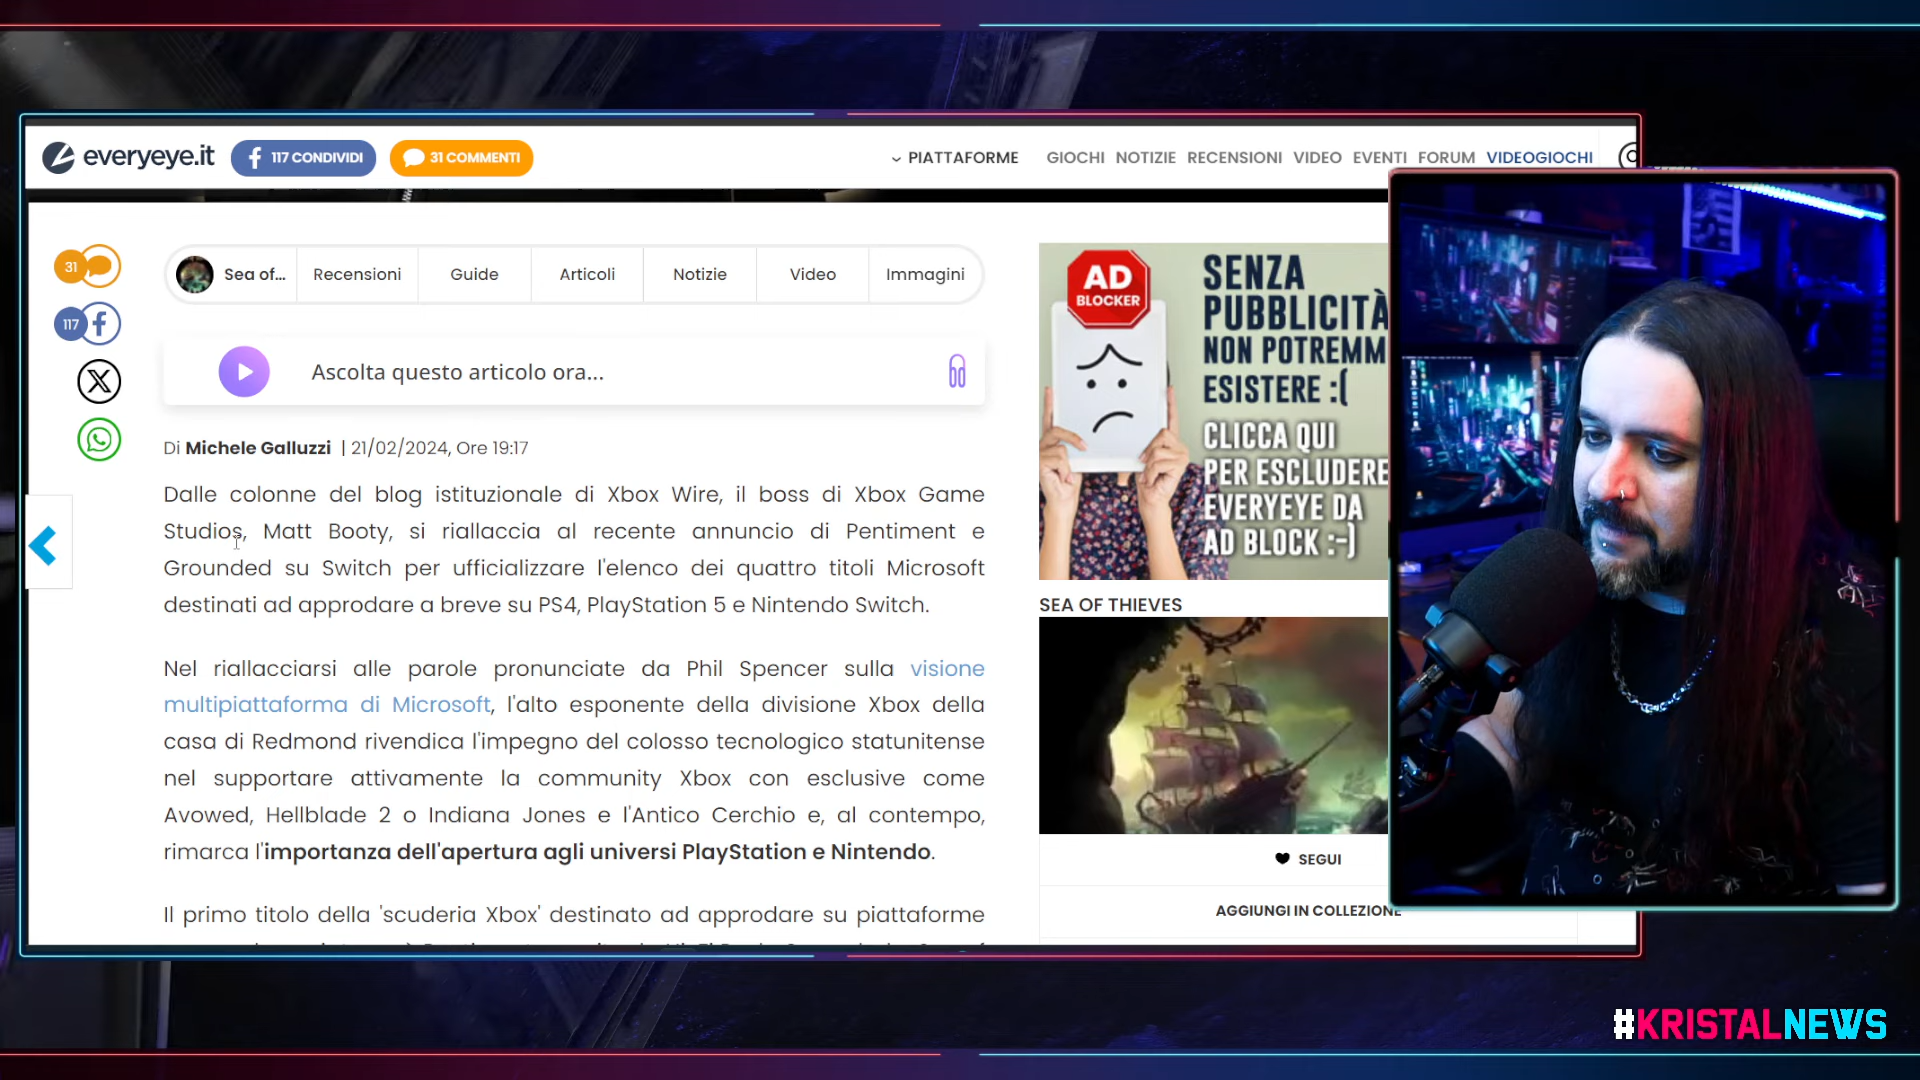 everyeye.it
117 CONDIVIDI
31 COMMENTI
PIATTAFORME
GIOCHI NOTIZIE RECENSIONI VIDEO EVENTI FORUM VIDEOGIOCHI
31
117
Sea of...
Recensioni
Guide
Articoli
Notizie
Video
Immagini
Ascolta questo articolo ora...
Di Michele Galluzzi | 21/02/2024, Ore 19:17
Dalle colonne del blog istituzionale di Xbox Wire, il boss di Xbox Game
Studios, Matt Booty, si riallaccia al recente annuncio di Pentiment e
Grounded su Switch per ufficializzare l'elenco dei quattro titoli Microsoft
destinati ad approdare a breve su PS4, PlayStation 5 e Nintendo Switch.
Nel riallacciarsi alle parole pronunciate da Phil Spencer sulla visione
multipiattaforma di Microsoft, l'alto esponente della divisione Xbox della
casa di Redmond rivendica l'impegno del colosso tecnologico statunitense
nel supportare attivamente la community Xbox con esclusive come
Avowed, Hellblade 2 o Indiana Jones e l'Antico Cerchio e, al contempo,
rimarca l'importanza dell'apertura agli universi PlayStation e Nintendo.
Il primo titolo della 'scuderia Xbox' destinato ad approdare su piattaforme
AD
BLOCKER
SENZA
PUBBLICITÀ
NON POTREMM
ESISTERE :(
CLICCA QUI
PER ESCLUDERE
EVERYEYE DA
AD BLOCK :-)
SEA OF THIEVES
SEGUI
AGGIUNGI IN COLLEZIONE
#KRISTALNEWS